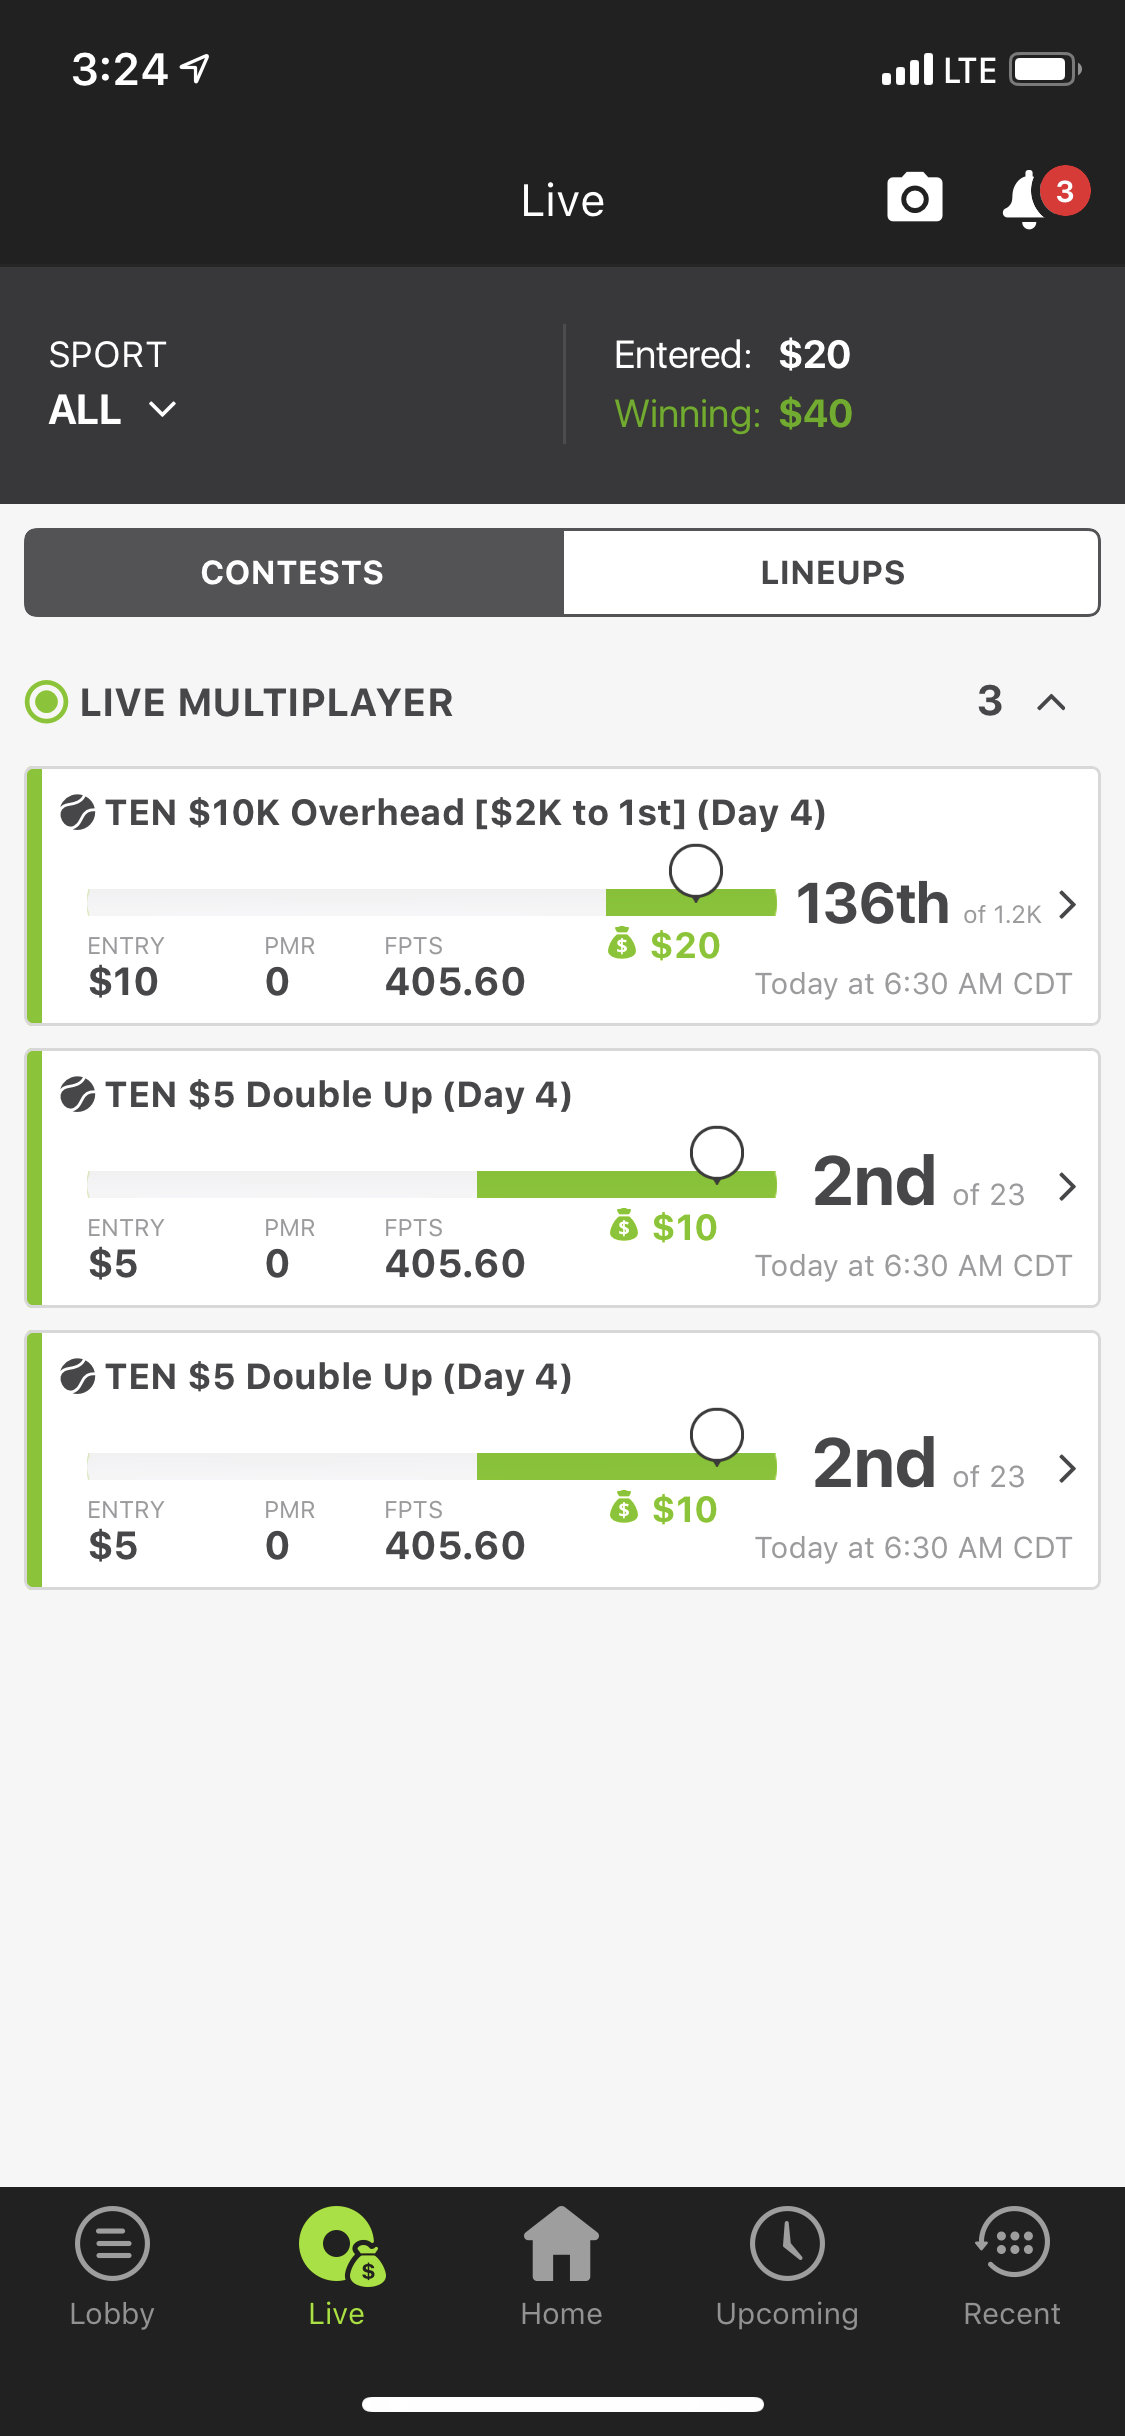 3:24 LTE
Live 3
SPORT
ALL
Entered: $20
Winning: $40
CONTESTS LINEUPS
LIVE MULTIPLAYER 3
TEN $10K Overhead [$2K to 1st] (Day 4)
136th of 1.2K
ENTRY PMR FPTS $ $20
$10 0 405.60 Today at 6:30 AM CDT
TEN $5 Double Up (Day 4)
2nd of 23
ENTRY PMR FPTS $ $10
$5 0 405.60 Today at 6:30 AM CDT
TEN $5 Double Up (Day 4)
2nd of 23
ENTRY PMR FPTS $ $10
$5 0 405.60 Today at 6:30 AM CDT
$
Lobby Live Home Upcoming Recent